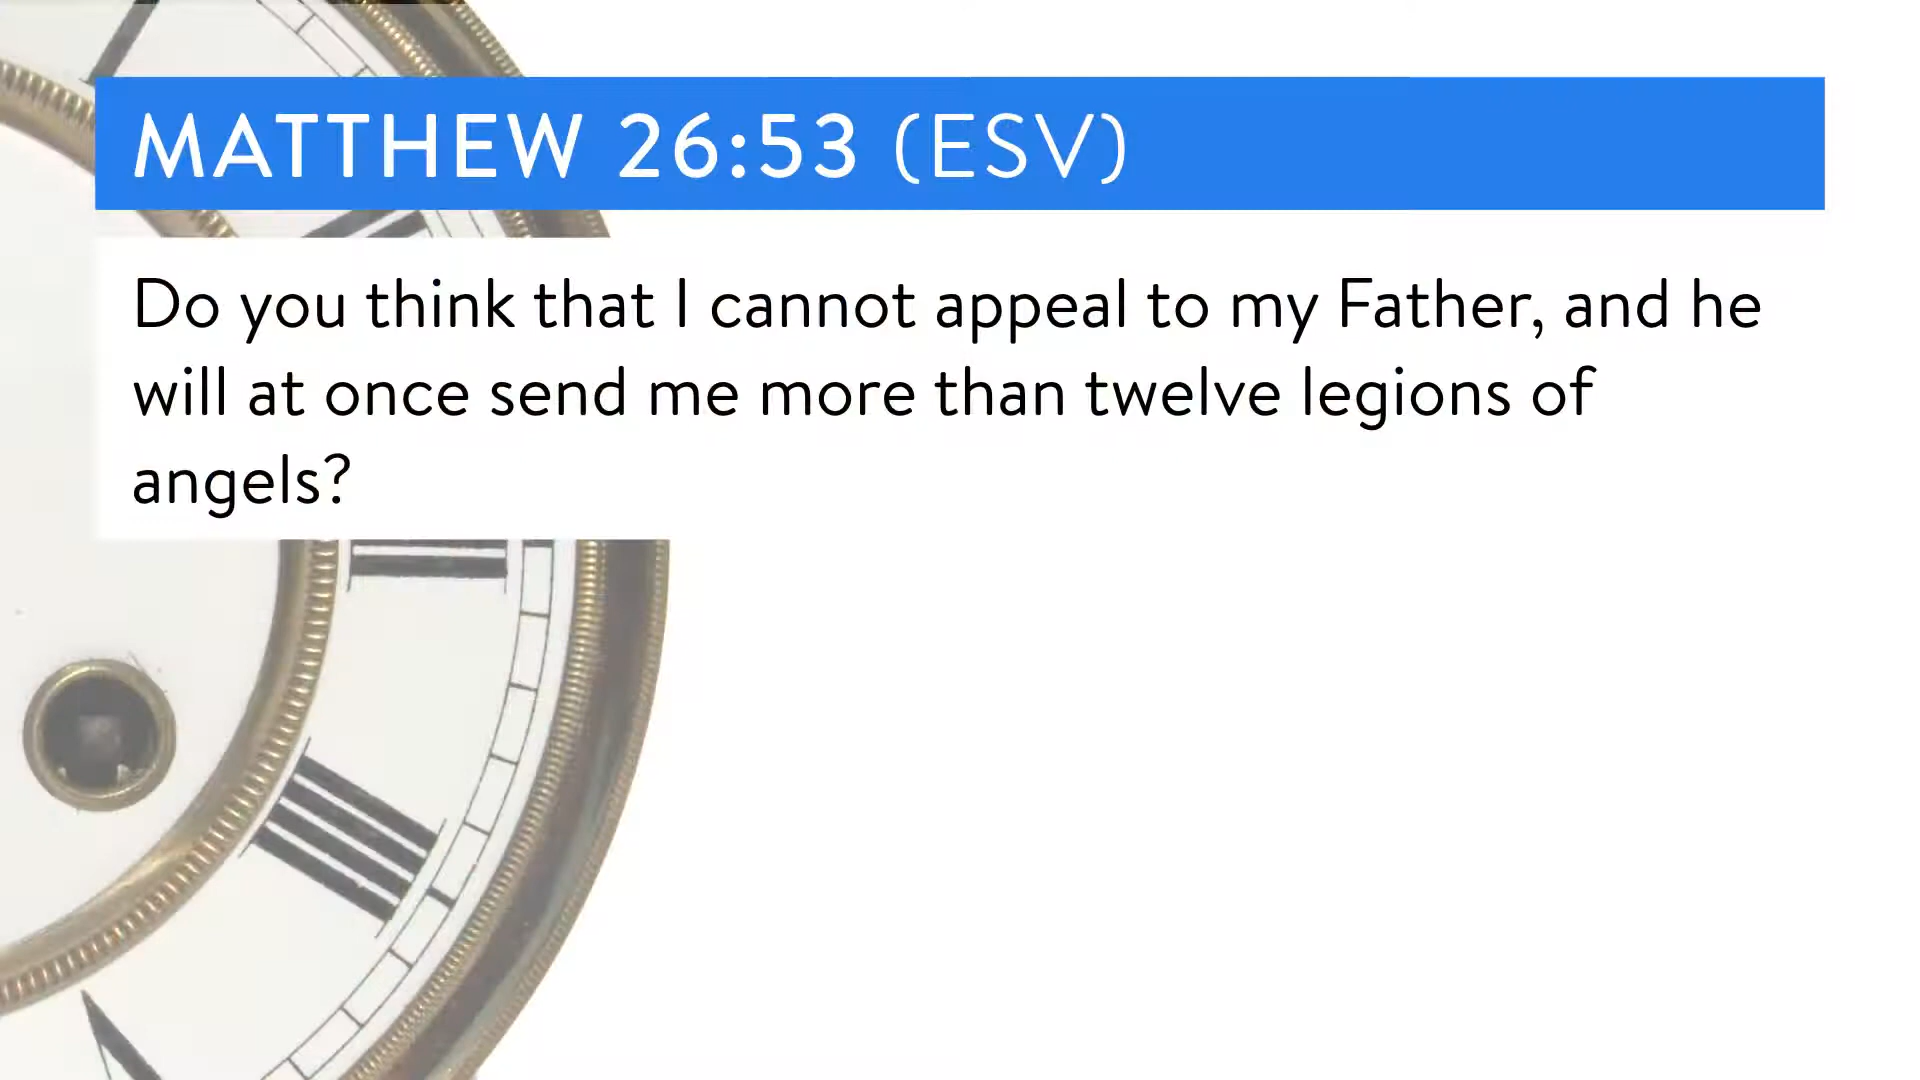 MATTHEW 26:53 (ESV)
Do you think that I cannot appeal to my Father, and he
will at once send me more than twelve legions of
angels?